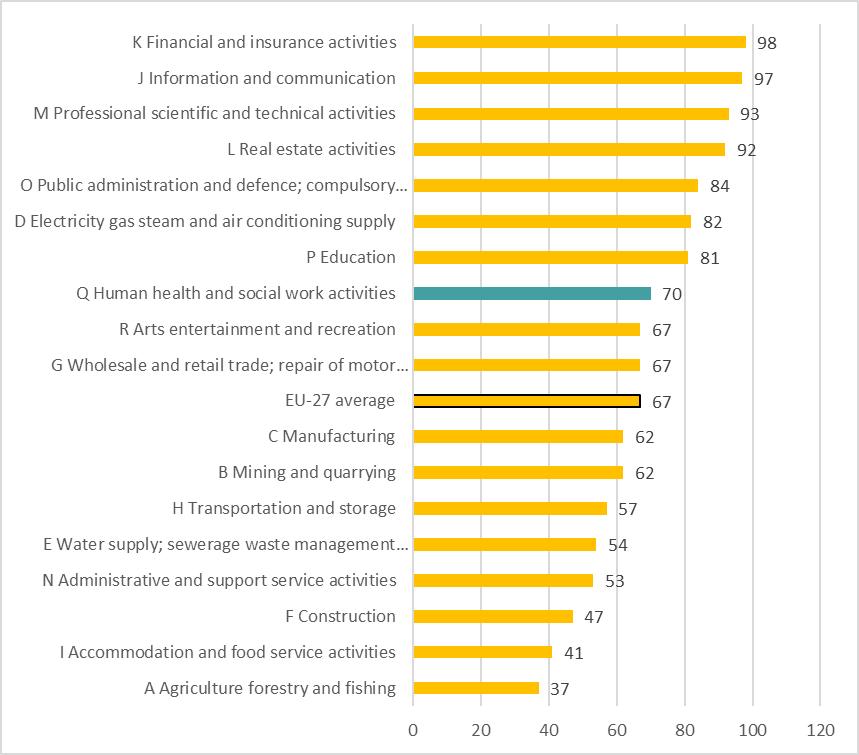 K Financial and insurance activities 98
J Information and communication 97
M Professional scientific and technical activities 93
L Real estate activities 92
O Public administration and defence; compulsory… 84
D Electricity gas steam and air conditioning supply 82
P Education 81
Q Human health and social work activities 70
R Arts entertainment and recreation 67
G Wholesale and retail trade; repair of motor… 67
EU-27 average 67
C Manufacturing 62
B Mining and quarrying 62
H Transportation and storage 57
E Water supply; sewerage waste management… 54
N Administrative and support service activities 53
F Construction 47
I Accommodation and food service activities 41
A Agriculture forestry and fishing 37
0 20 40 60 80 100 120